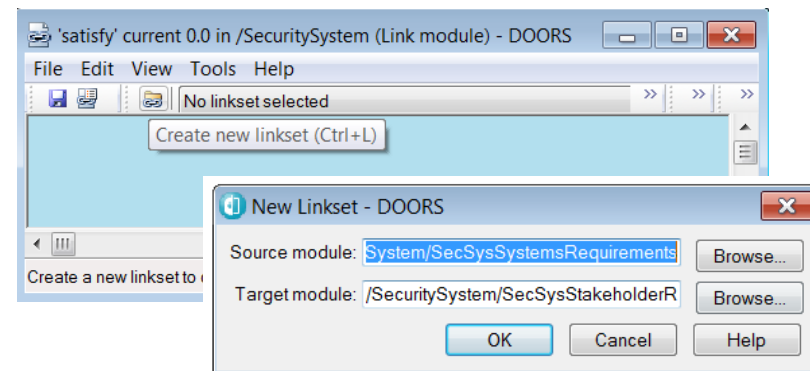 'satisfy' current 0.0 in /SecuritySystem (Link module) - DOORS
File Edit View Tools Help
No linkset selected
Create new linkset (Ctrl+L)
Create a new linkset to
New Linkset - DOORS
Source module: System/SecSysSystemsRequirements Browse...
Target module: /SecuritySystem/SecSysStakeholderR Browse...
OK Cancel Help